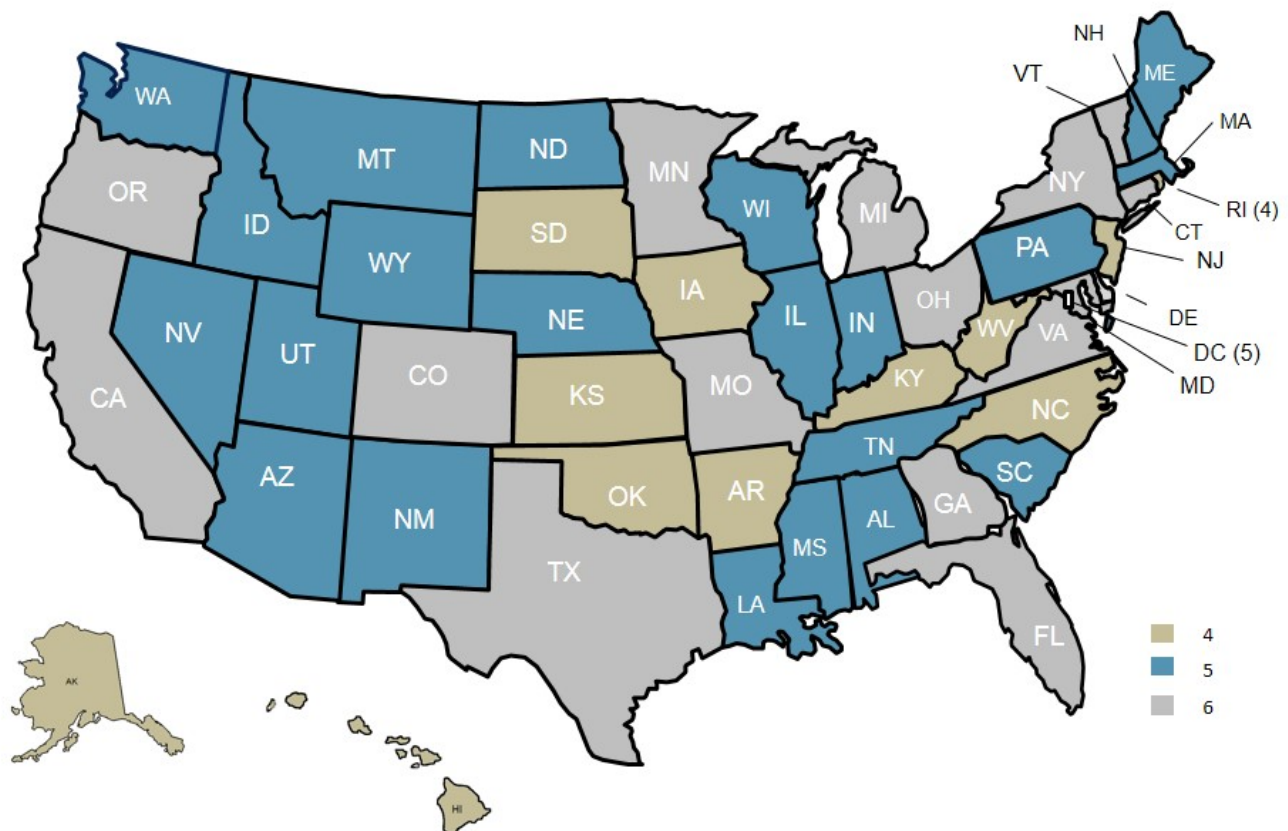 NH
VT
ME
WA
MA
MT
ND
MN
OR
NY
RI (4)
ID
WI
MI
CT
SD
PA
NJ
WY
IA
NE
OH
IL
IN
WV
DE
NV
UT
VA
DC (5)
CO
MO
KY
MD
CA
KS
NC
TN
AZ
SC
OK
AR
NM
GA
AL
MS
TX
LA
FL
4
5
AK
6
HI